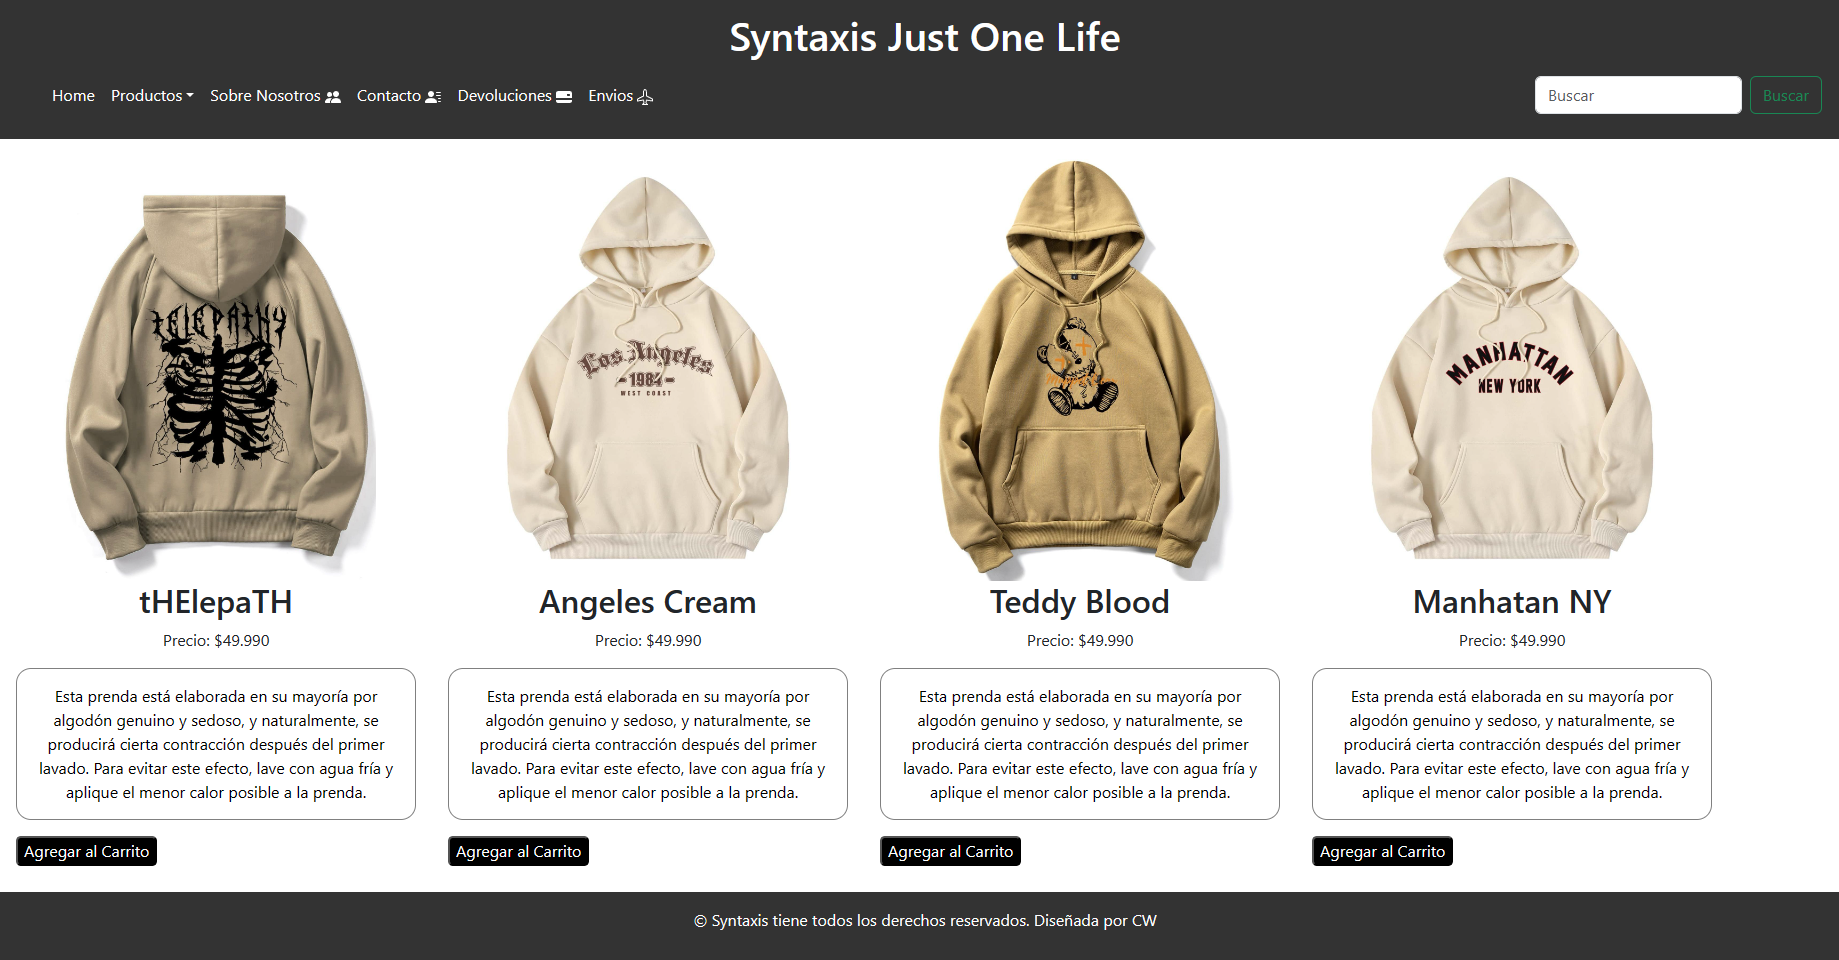 Syntaxis Just One Life
Home Productos Sobre Nosotros Contacto Devoluciones Envios Buscar Buscar
tELEPATHY
Los Angeles
-1984-
WEST COAST
MANHATTAN
NEW YORK
tHElepaTH Angeles Cream Teddy Blood Manhatan NY
Precio: $49.990 Precio: $49.990 Precio: $49.990 Precio: $49.990
Esta prenda está elaborada en su mayoría por
algodón genuino y sedoso, y naturalmente, se
producirá cierta contracción después del primer
lavado. Para evitar este efecto, lave con agua fría y
aplique el menor calor posible a la prenda.
Esta prenda está elaborada en su mayoría por
algodón genuino y sedoso, y naturalmente, se
producirá cierta contracción después del primer
lavado. Para evitar este efecto, lave con agua fría y
aplique el menor calor posible a la prenda.
Esta prenda está elaborada en su mayoría por
algodón genuino y sedoso, y naturalmente, se
producirá cierta contracción después del primer
lavado. Para evitar este efecto, lave con agua fría y
aplique el menor calor posible a la prenda.
Esta prenda está elaborada en su mayoría por
algodón genuino y sedoso, y naturalmente, se
producirá cierta contracción después del primer
lavado. Para evitar este efecto, lave con agua fría y
aplique el menor calor posible a la prenda.
Agregar al Carrito Agregar al Carrito Agregar al Carrito Agregar al Carrito
© Syntaxis tiene todos los derechos reservados. Diseñada por CW